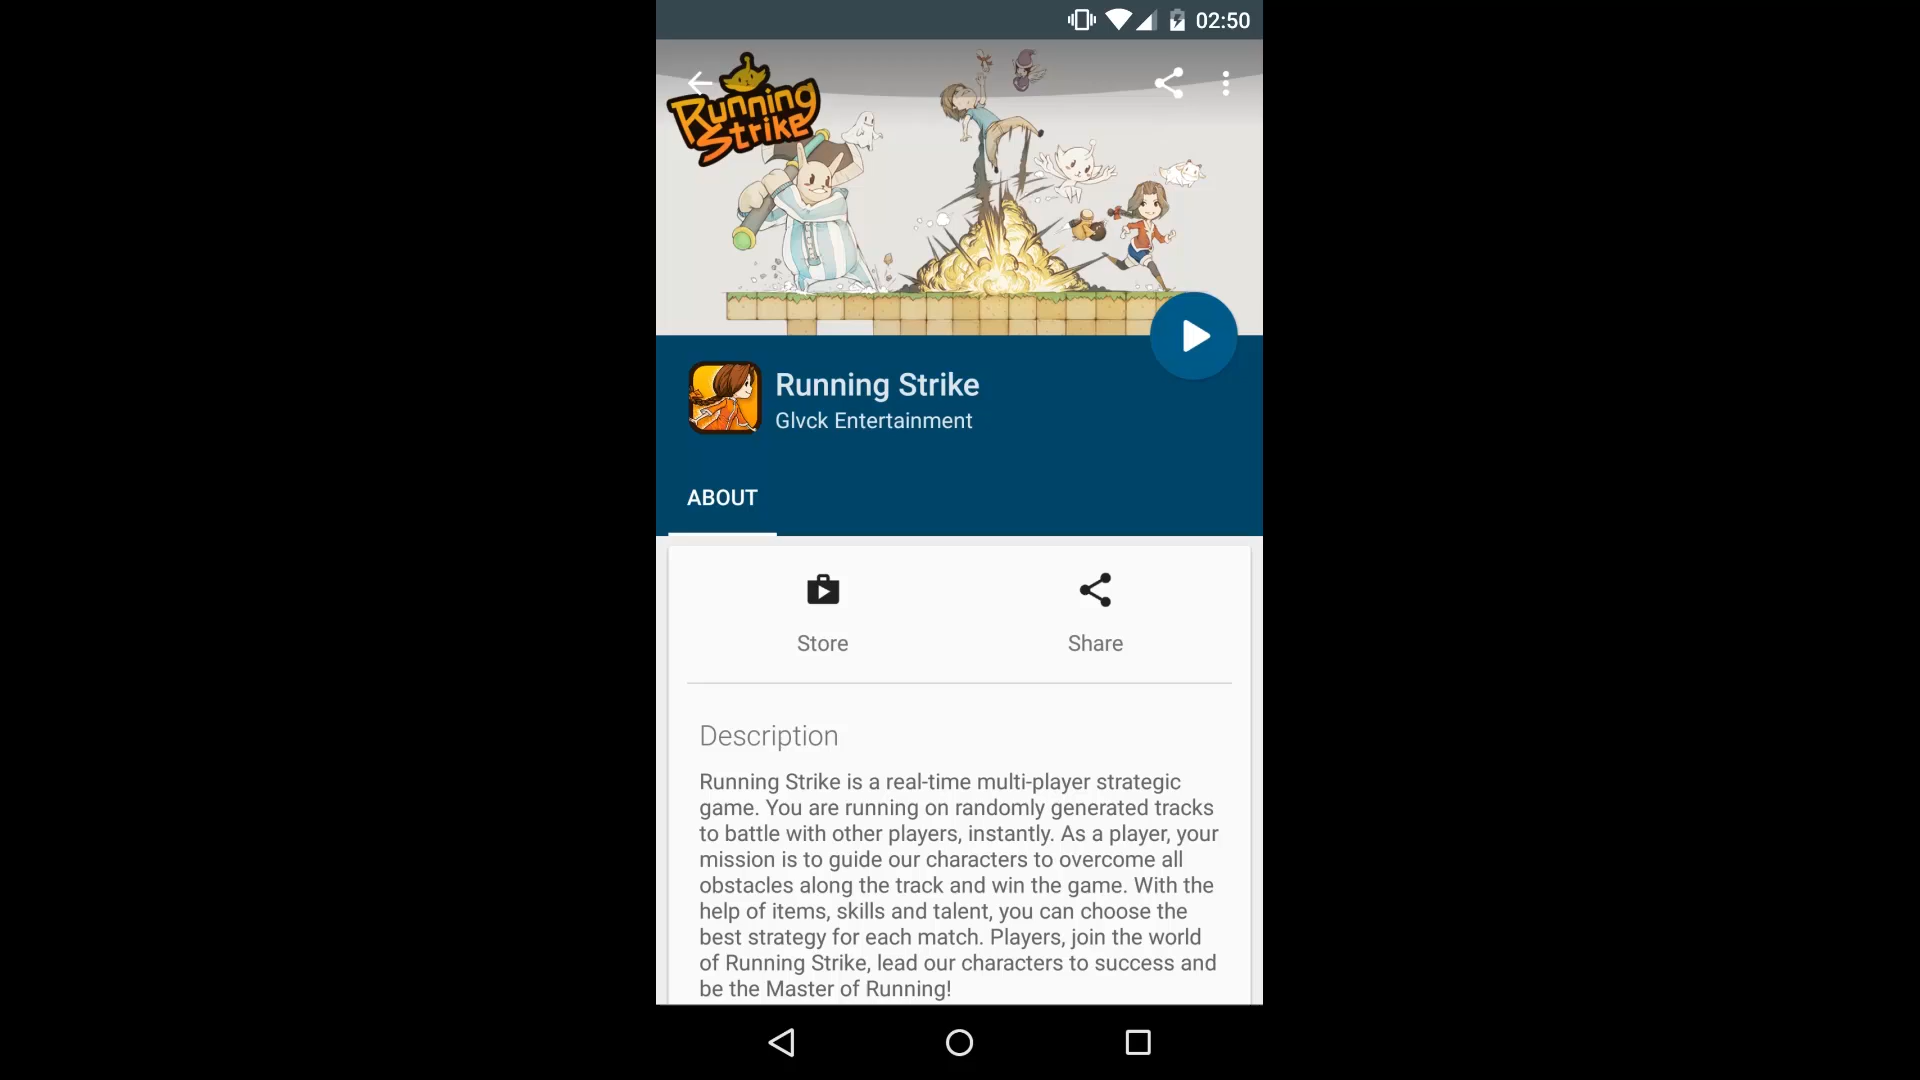 02:50
Running
Strike
Running Strike
Glvck Entertainment
ABOUT
Store
Share
Description
Running Strike is a real-time multi-player strategic
game. You are running on randomly generated tracks
to battle with other players, instantly. As a player, your
mission is to guide our characters to overcome all
obstacles along the track and win the game. With the
help of items, skills and talent, you can choose the
best strategy for each match. Players, join the world
of Running Strike, lead our characters to success and
be the Master of Running!